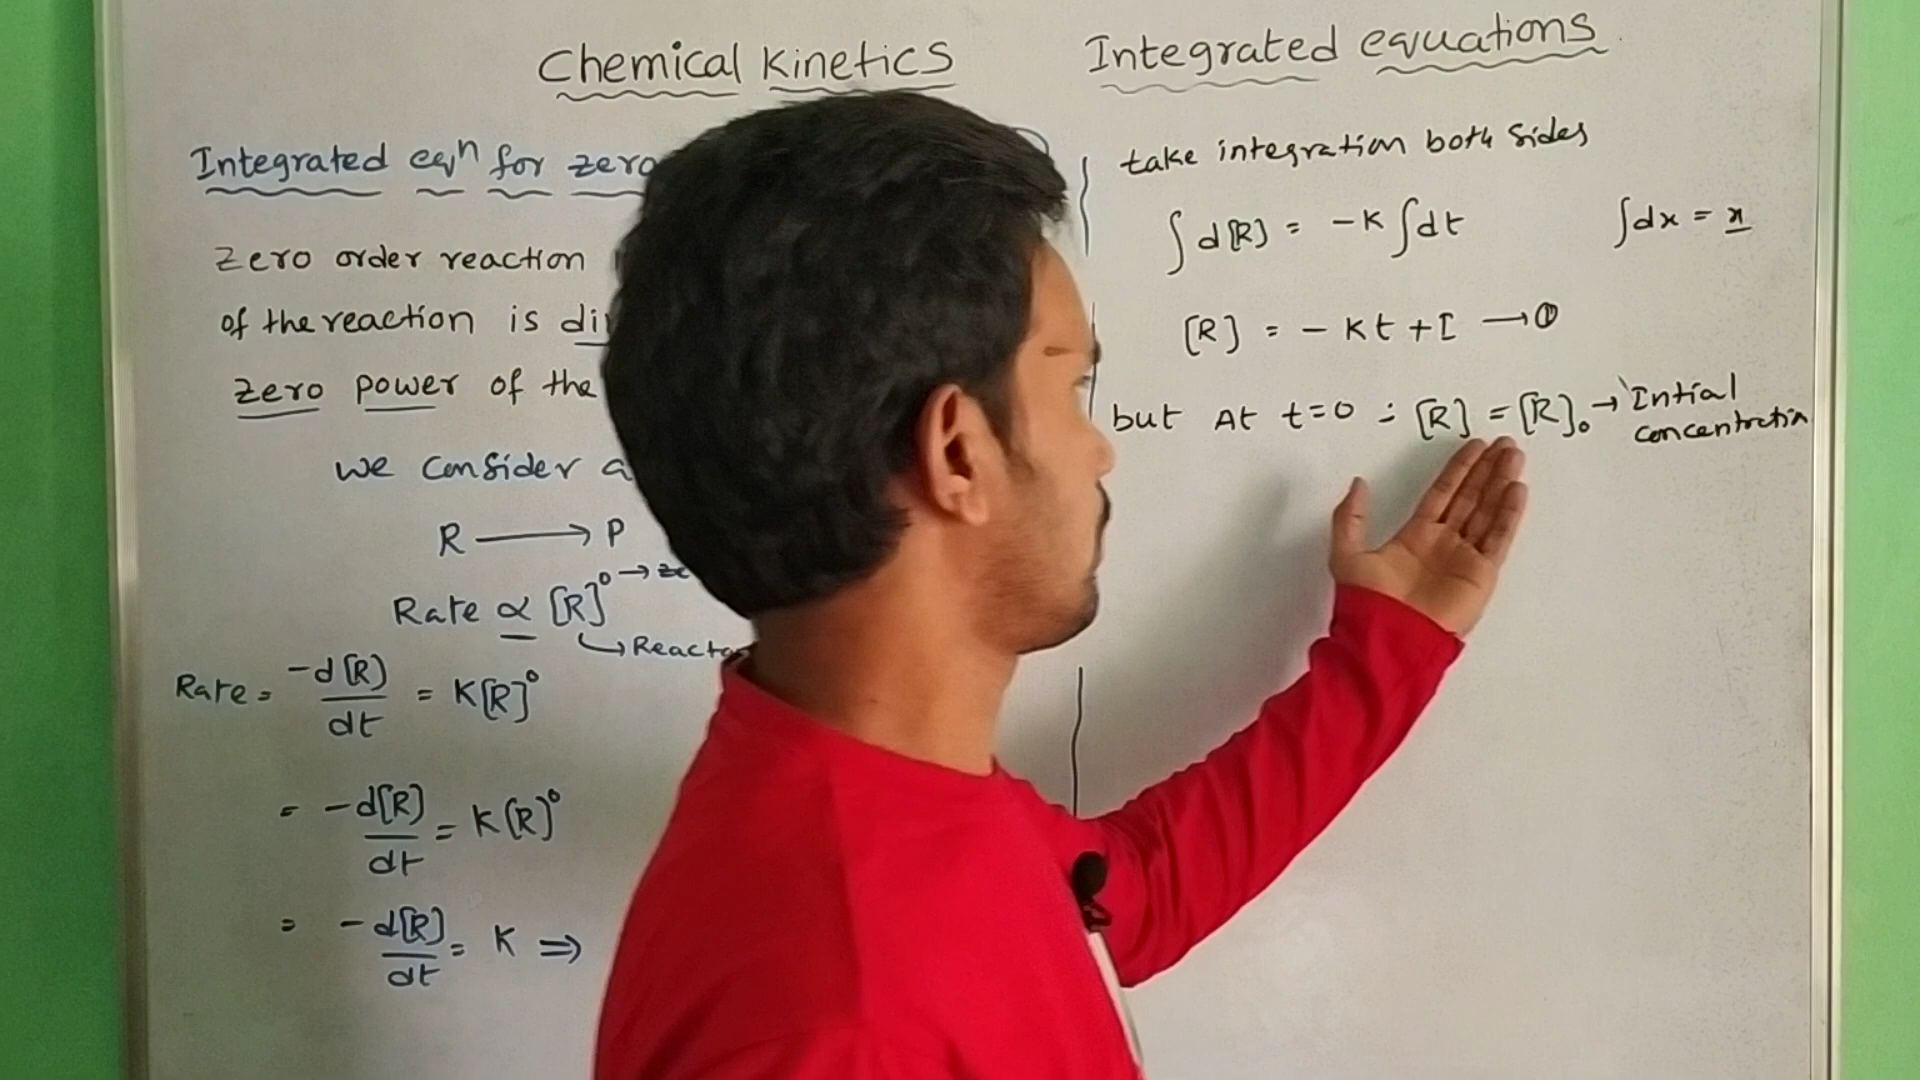 Chemical Kinetics
Integrated equations
Integrated eqⁿ for zero
Zero order reaction
of the reaction is
zero power of the
we consider a
R ⟶ P
Rate ∝ [R]⁰ →
↳ Reacta
Rate = -d[R]/dt = K[R]⁰
= -d[R]/dt = K[R]⁰
= -d[R]/dt = K ⇒
take integration both sides
∫d[R] = -K∫dt ∫dx = x
[R] = - Kt + I ⟶ ①
but At t=0 ÷ [R] = [R]₀ → Intial
concentration